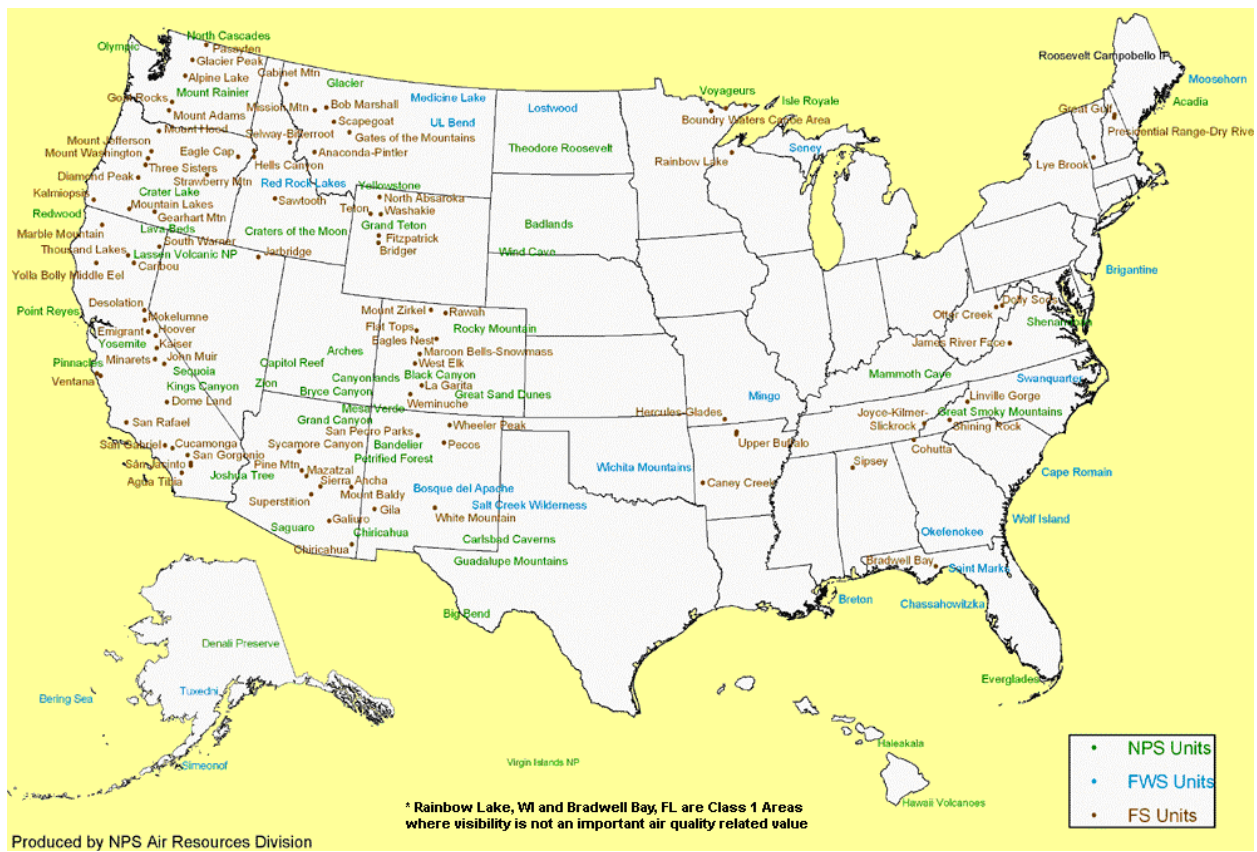 North Cascades
Olympic
Pasayten
Glacier Peak
Alpine Lake
Mount Rainier
Goat Rocks
Mount Adams
Mount Hood
Mount Jefferson
Mount Washington
Three Sisters
Diamond Peak
Eagle Cap
Hells Canyon
Strawberry Mtn
Kalmiopsis
Crater Lake
Mountain Lakes
Gearhart Mtn
Redwood
Lava Beds
Marble Mountain
South Warner
Thousand Lakes
Lassen Volcanic NP
Caribou
Yolla Bolly Middle Eel
Jarbridge
Cabinet Mtn
Glacier
Mission Mtn
Bob Marshall
Scapegoat
Selway-Bitterroot
Gates of the Mountains
Anaconda-Pintler
Medicine Lake
UL Bend
Red Rock Lakes
Sawtooth
Craters of the Moon
Yellowstone
North Absaroka
Teton
Washakie
Grand Teton
Fitzpatrick
Bridger
Lostwood
Theodore Roosevelt
Badlands
Wind Cave
Voyageurs
Isle Royale
Boundry Waters Canoe Area
Rainbow Lake
Seney
Roosevelt Campobello IP
Moosehorn
Acadia
Great Gulf
Presidential Range-Dry Rive
Lye Brook
Brigantine
Dolly Sods
Otter Creek
Shenandoah
James River Face
Desolation
Point Reyes
Mokelumne
Emigrant
Hoover
Yosemite
Kaiser
Pinnacles
Minarets
John Muir
Ventana
Sequoia
Kings Canyon
Dome Land
San Rafael
San Gabriel
Cucamonga
San Gorgonio
San Jacinto
Agua Tibia
Joshua Tree
Mount Zirkel
Rawah
Flat Tops
Rocky Mountain
Eagles Nest
Arches
Maroon Bells-Snowmass
Capitol Reef
West Elk
Canyonlands
Black Canyon
Zion
Bryce Canyon
La Garita
Great Sand Dunes
Weminuche
Mesa Verde
Grand Canyon
San Pedro Parks
Wheeler Peak
Sycamore Canyon
Bandelier
Pecos
Petrified Forest
Pine Mtn
Mazatzal
Sierra Ancha
Superstition
Mount Baldy
Bosque del Apache
Gila
Salt Creek Wilderness
White Mountain
Saguaro
Galiuro
Chiricahua
Chiricahua
Carlsbad Caverns
Guadalupe Mountains
Big Bend
Wichita Mountains
Mingo
Hercules-Glades
Upper Buffalo
Caney Creek
Mammoth Cave
Swanquarter
Linville Gorge
Joyce-Kilmer-
Slickrock
Great Smoky Mountains
Shining Rock
Cohutta
Sipsey
Cape Romain
Wolf Island
Okefenokee
Bradwell Bay
Saint Marks
Breton
Chassahowitzka
Everglades
Denali Preserve
Bering Sea
Tuxedni
Simeonof
Virgin Islands NP
Haleakala
Hawaii Volcanoes
NPS Units
FWS Units
FS Units
* Rainbow Lake, WI and Bradwell Bay, FL are Class 1 Areas
where visibility is not an important air quality related value
Produced by NPS Air Resources Division